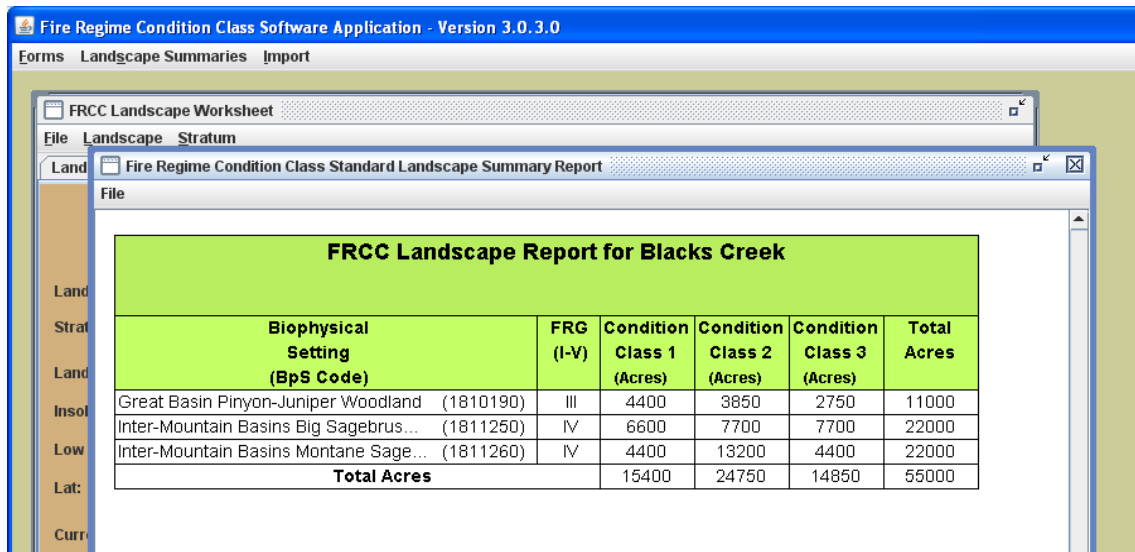 Fire Regime Condition Class Software Application - Version 3.0.3.0
Forms Landscape Summaries Import
FRCC Landscape Worksheet
File Landscape Stratum
Land
Fire Regime Condition Class Standard Landscape Summary Report
File
FRCC Landscape Report for Blacks Creek
Biophysical FRG Condition Condition Condition Total
Setting (I-V) Class 1 Class 2 Class 3 Acres
(BpS Code) (Acres) (Acres) (Acres)
Great Basin Pinyon-Juniper Woodland (1810190) III 4400 3850 2750 11000
Inter-Mountain Basins Big Sagebrus... (1811250) IV 6600 7700 7700 22000
Inter-Mountain Basins Montane Sage... (1811260) IV 4400 13200 4400 22000
Total Acres 15400 24750 14850 55000
Land
Strat
Land
Insol
Low
Lat:
Curr